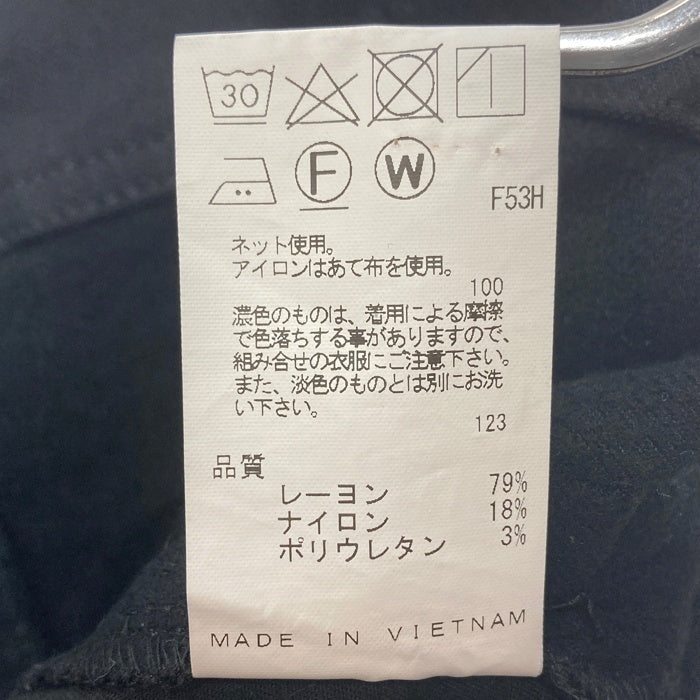 30
F W
F53H
ネット使用。
アイロンはあて布を使用。
100
濃色のものは、着用による摩擦
で色落ちする事がありますので、
組み合せの衣服にご注意下さい。
また、淡色のものとは別にお洗
い下さい。
123
品質
レーヨン 79%
ナイロン 18%
ポリウレタン 3%
MADE IN VIETNAM